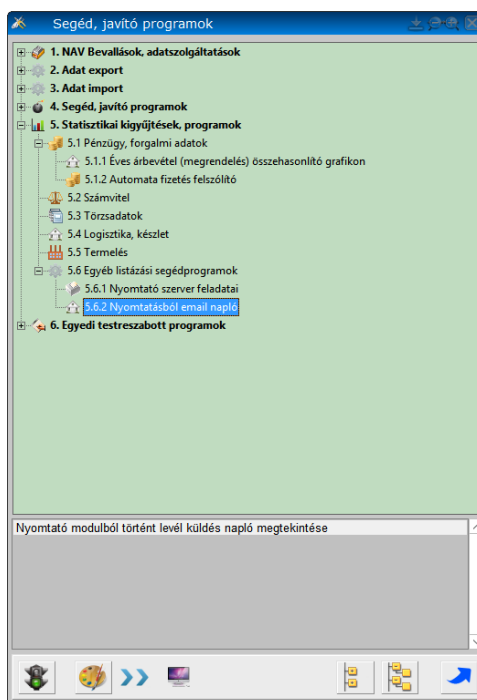 Segéd, javító programok
1. NAV Bevallások, adatszolgáltatások
2. Adat export
3. Adat import
4. Segéd, javító programok
5. Statisztikai kigyűjtések, programok
5.1 Pénzügy, forgalmi adatok
5.1.1 Éves árbevétel (megrendelés) összehasonlító grafikon
5.1.2 Automata fizetés felszólító
5.2 Számvitel
5.3 Törzsadatok
5.4 Logisztika, készlet
5.5 Termelés
5.6 Egyéb listázási segédprogramok
5.6.1 Nyomtató szerver feladatai
5.6.2 Nyomtatásból email napló
6. Egyedi testreszabott programok
Nyomtató modulból történt levél küldés napló megtekintése